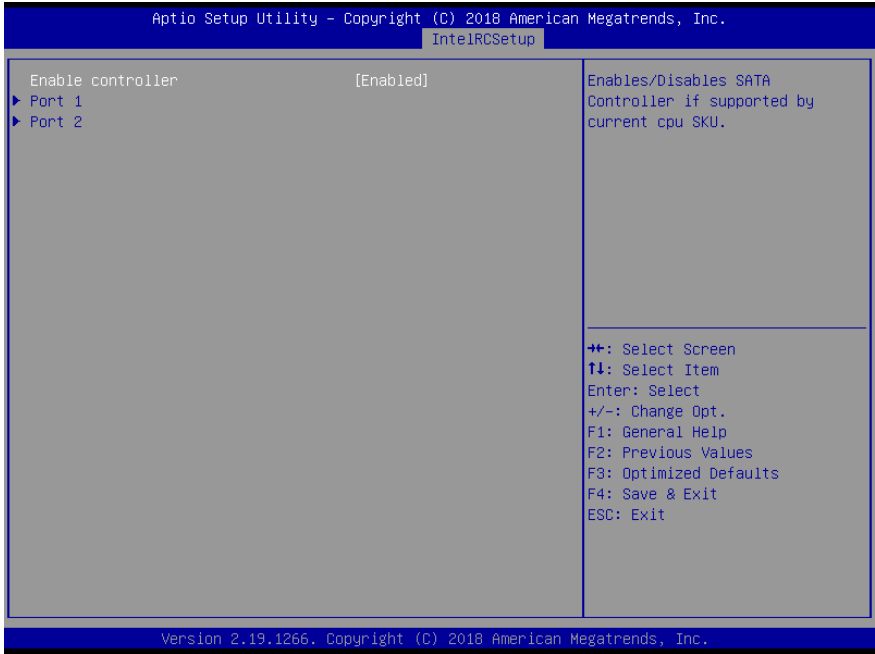 Aptio Setup Utility – Copyright (C) 2018 American Megatrends, Inc.
IntelRCSetup
Enable controller [Enabled]
Port 1
Port 2
Enables/Disables SATA
Controller if supported by
current cpu SKU.
→←: Select Screen
↑↓: Select Item
Enter: Select
+/-: Change Opt.
F1: General Help
F2: Previous Values
F3: Optimized Defaults
F4: Save & Exit
ESC: Exit
Version 2.19.1266. Copyright (C) 2018 American Megatrends, Inc.